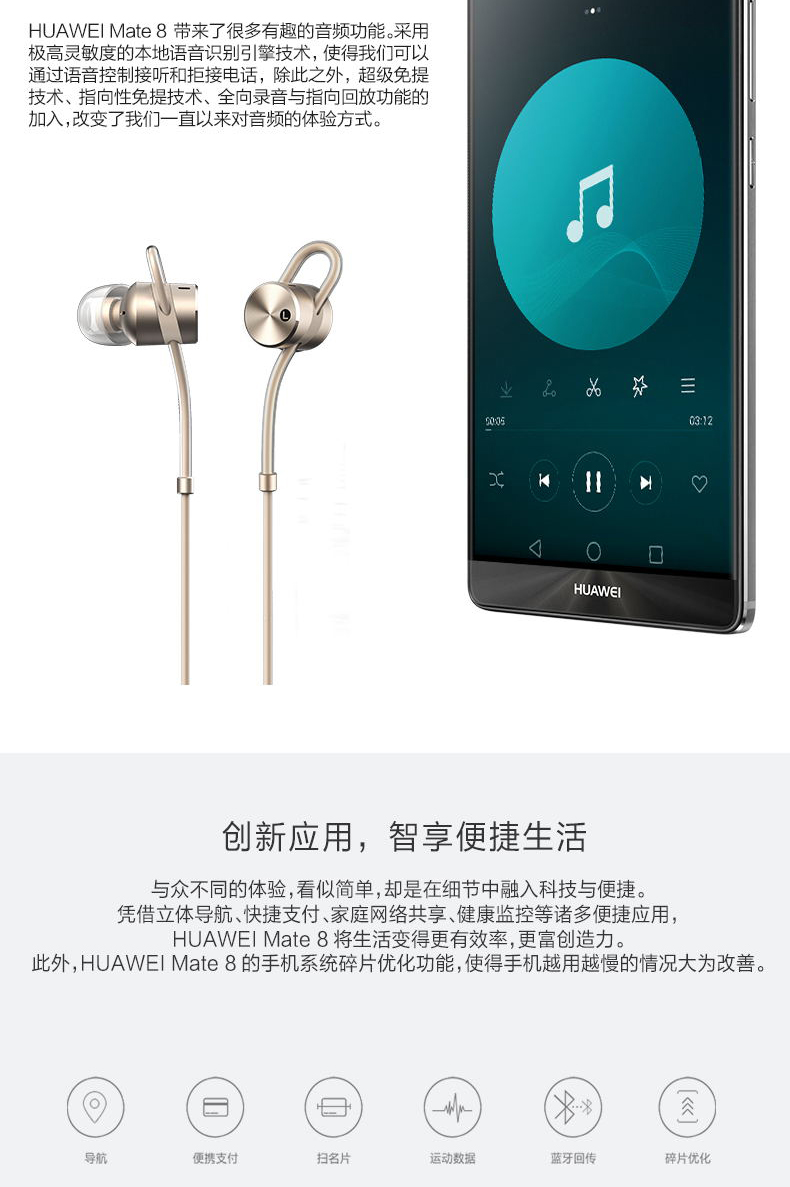 HUAWEI Mate 8 带来了很多有趣的音频功能。采用
极高灵敏度的本地语音识别引擎技术，使得我们可以
通过语音控制接听和拒接电话，除此之外，超级免提
技术、指向性免提技术、全向录音与指向回放功能的
加入，改变了我们一直以来对音频的体验方式。
L
00:05
03:12
HUAWEI
创新应用，智享便捷生活
与众不同的体验，看似简单，却是在细节中融入科技与便捷。
凭借立体导航、快捷支付、家庭网络共享、健康监控等诸多便捷应用，
HUAWEI Mate 8 将生活变得更有效率，更富创造力。
此外，HUAWEI Mate 8 的手机系统碎片优化功能，使得手机越用越慢的情况大为改善。
导航
便携支付
扫名片
运动数据
蓝牙回传
碎片优化